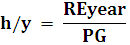 h/y = REyear / PG